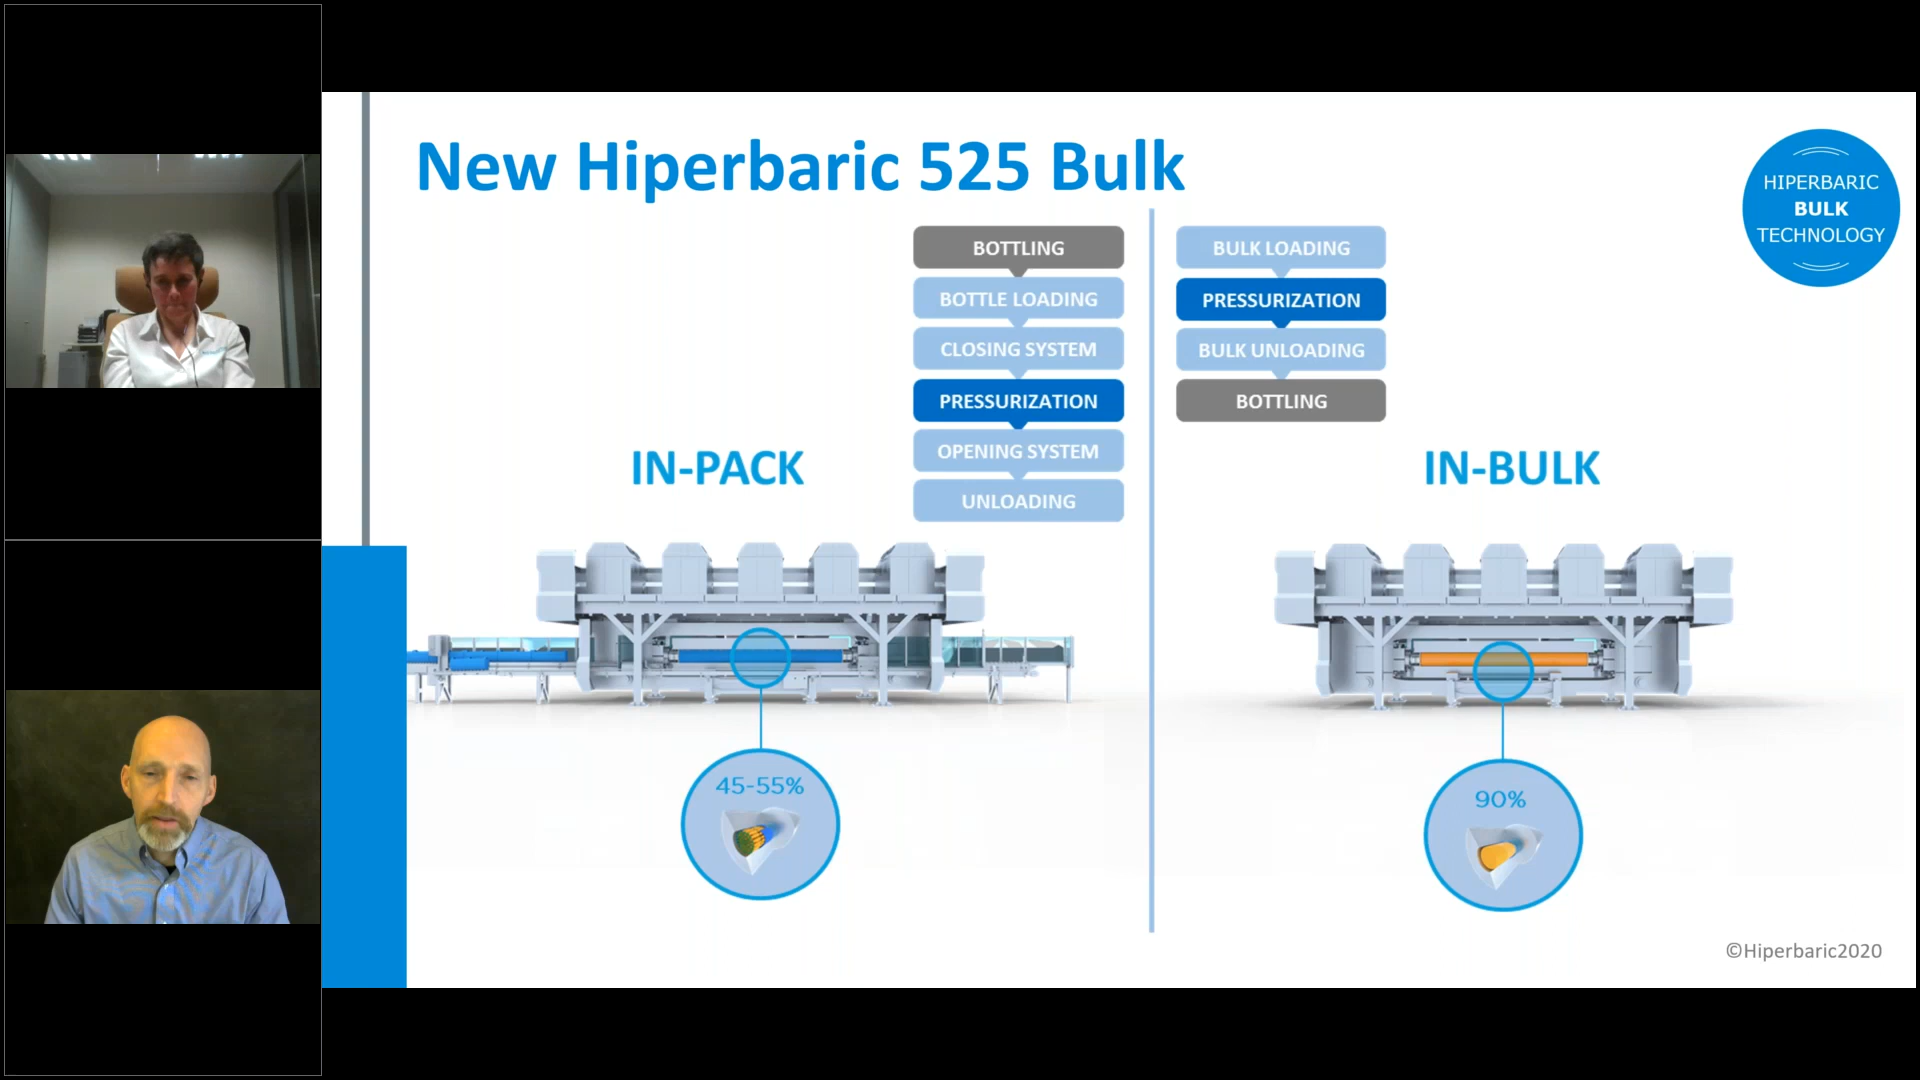 New Hiperbaric 525 Bulk
HIPERBARIC
BULK
TECHNOLOGY
BOTTLING
BOTTLE LOADING
CLOSING SYSTEM
PRESSURIZATION
OPENING SYSTEM
UNLOADING
BULK LOADING
PRESSURIZATION
BULK UNLOADING
BOTTLING
IN-PACK
IN-BULK
45-55%
90%
©Hiperbaric2020